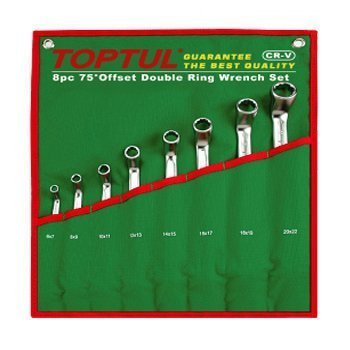 TOPTUL
GUARANTEE
THE BEST QUALITY
CR-V
8pc 75°Offset Double Ring Wrench Set
6x7
8x9
10x11
12x13
14x15
16x17
18x19
20x22